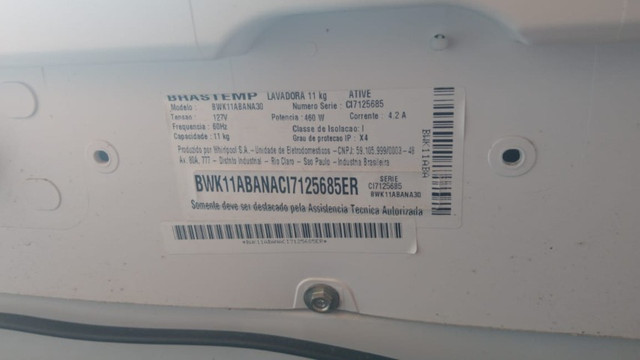 BRASTEMP LAVADORA 11 kg ATIVE
Modelo : BWK11ABANA30 Numero Serie : CI7125685
Tensao : 127V Potencia : 460 W Corrente : 4.2 A
Frequencia : 60Hz Classe de Isolacao: I
Capacidade : 11 kg Grau de protecao IP : X4
Produzido por Whirlpool S.A. - Unidade de Eletrodomesticos - CNPJ: 59.105.999/0003-48
Av. 80A, 777 - Distrito Industrial - Rio Claro - Sao Paulo - Industria Brasileira
BWK11ABANACI7125685ER
SERIE
CI7125685
BWK11ABANA30
Somente deve ser destacado pela Assistencia Tecnica Autorizada
*BWK11ABANACI7125685ER*
BWK11ABA